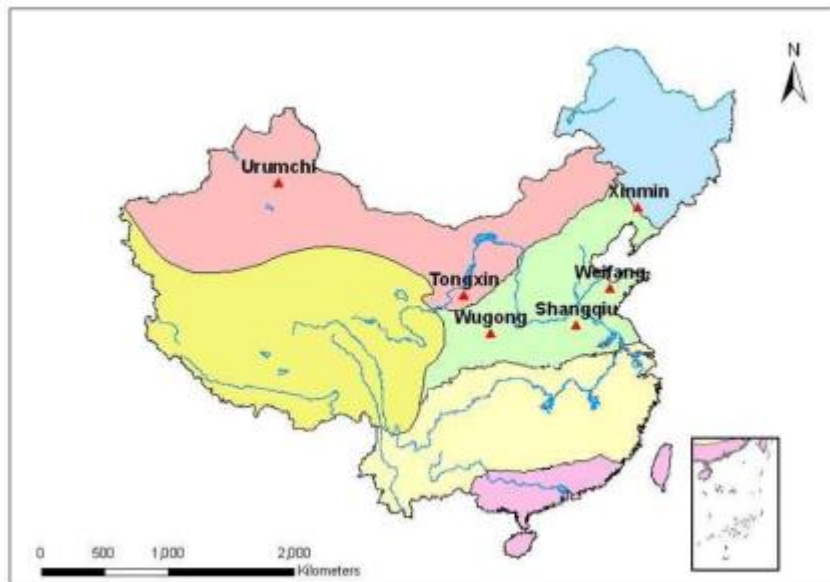 N
Urumchi
Xinmin
Tongxin
Weifang
Wugong
Shangqiu
0 500 1,000 2,000
Kilometers